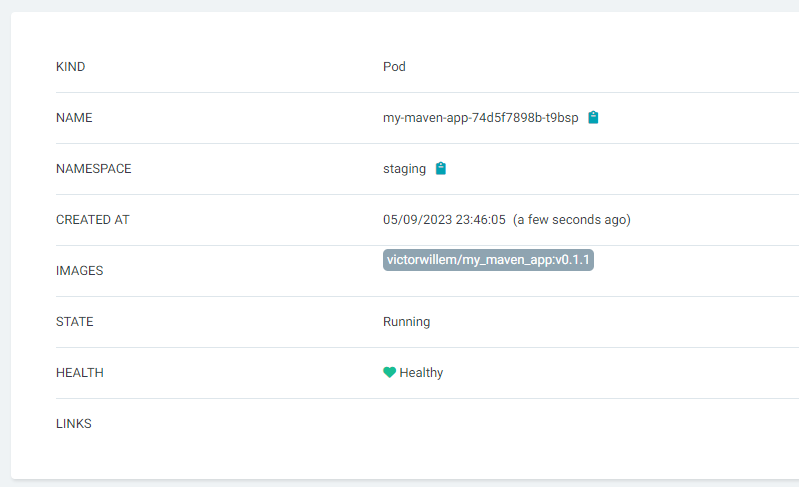 KIND Pod
NAME my-maven-app-74d5f7898b-t9bsp
NAMESPACE staging
CREATED AT 05/09/2023 23:46:05 (a few seconds ago)
IMAGES victorwillem/my_maven_app:v0.1.1
STATE Running
HEALTH Healthy
LINKS